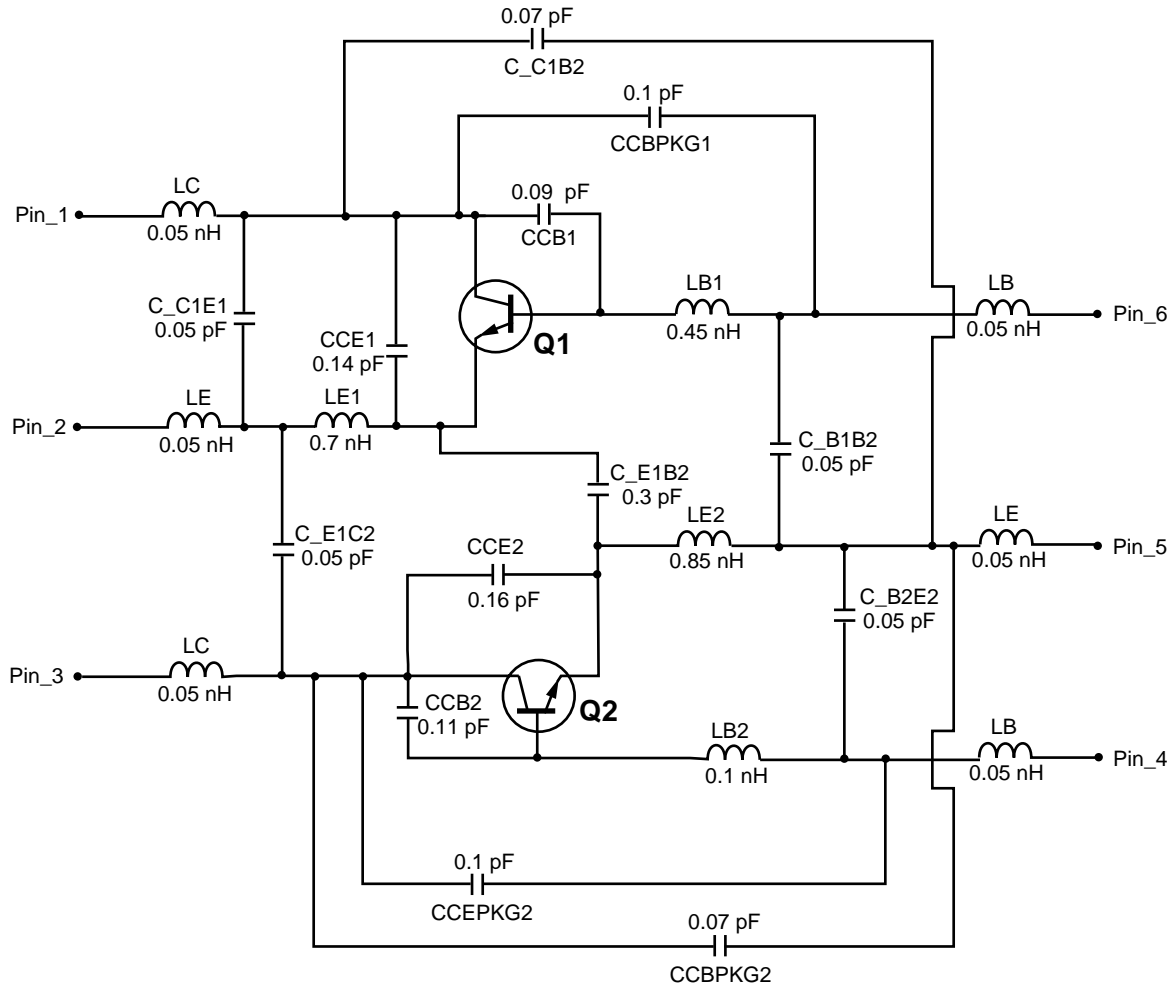 0.07 pF
C_C1B2
0.1 pF
CCBPKG1
LC
0.09 pF
Pin_1
0.05 nH
CCB1
LB1
LB
C_C1E1
0.05 pF
CCE1
0.14 pF
Q1
0.45 nH
0.05 nH
Pin_6
LE
LE1
Pin_2
0.05 nH
0.7 nH
C_B1B2
0.05 pF
C_E1B2
0.3 pF
LE2
LE
C_E1C2
0.05 pF
CCE2
0.85 nH
0.05 nH
Pin_5
0.16 pF
C_B2E2
0.05 pF
LC
Pin_3
0.05 nH
CCB2
0.11 pF
Q2
LB2
LB
0.1 nH
0.05 nH
Pin_4
0.1 pF
CCEPKG2
0.07 pF
CCBPKG2